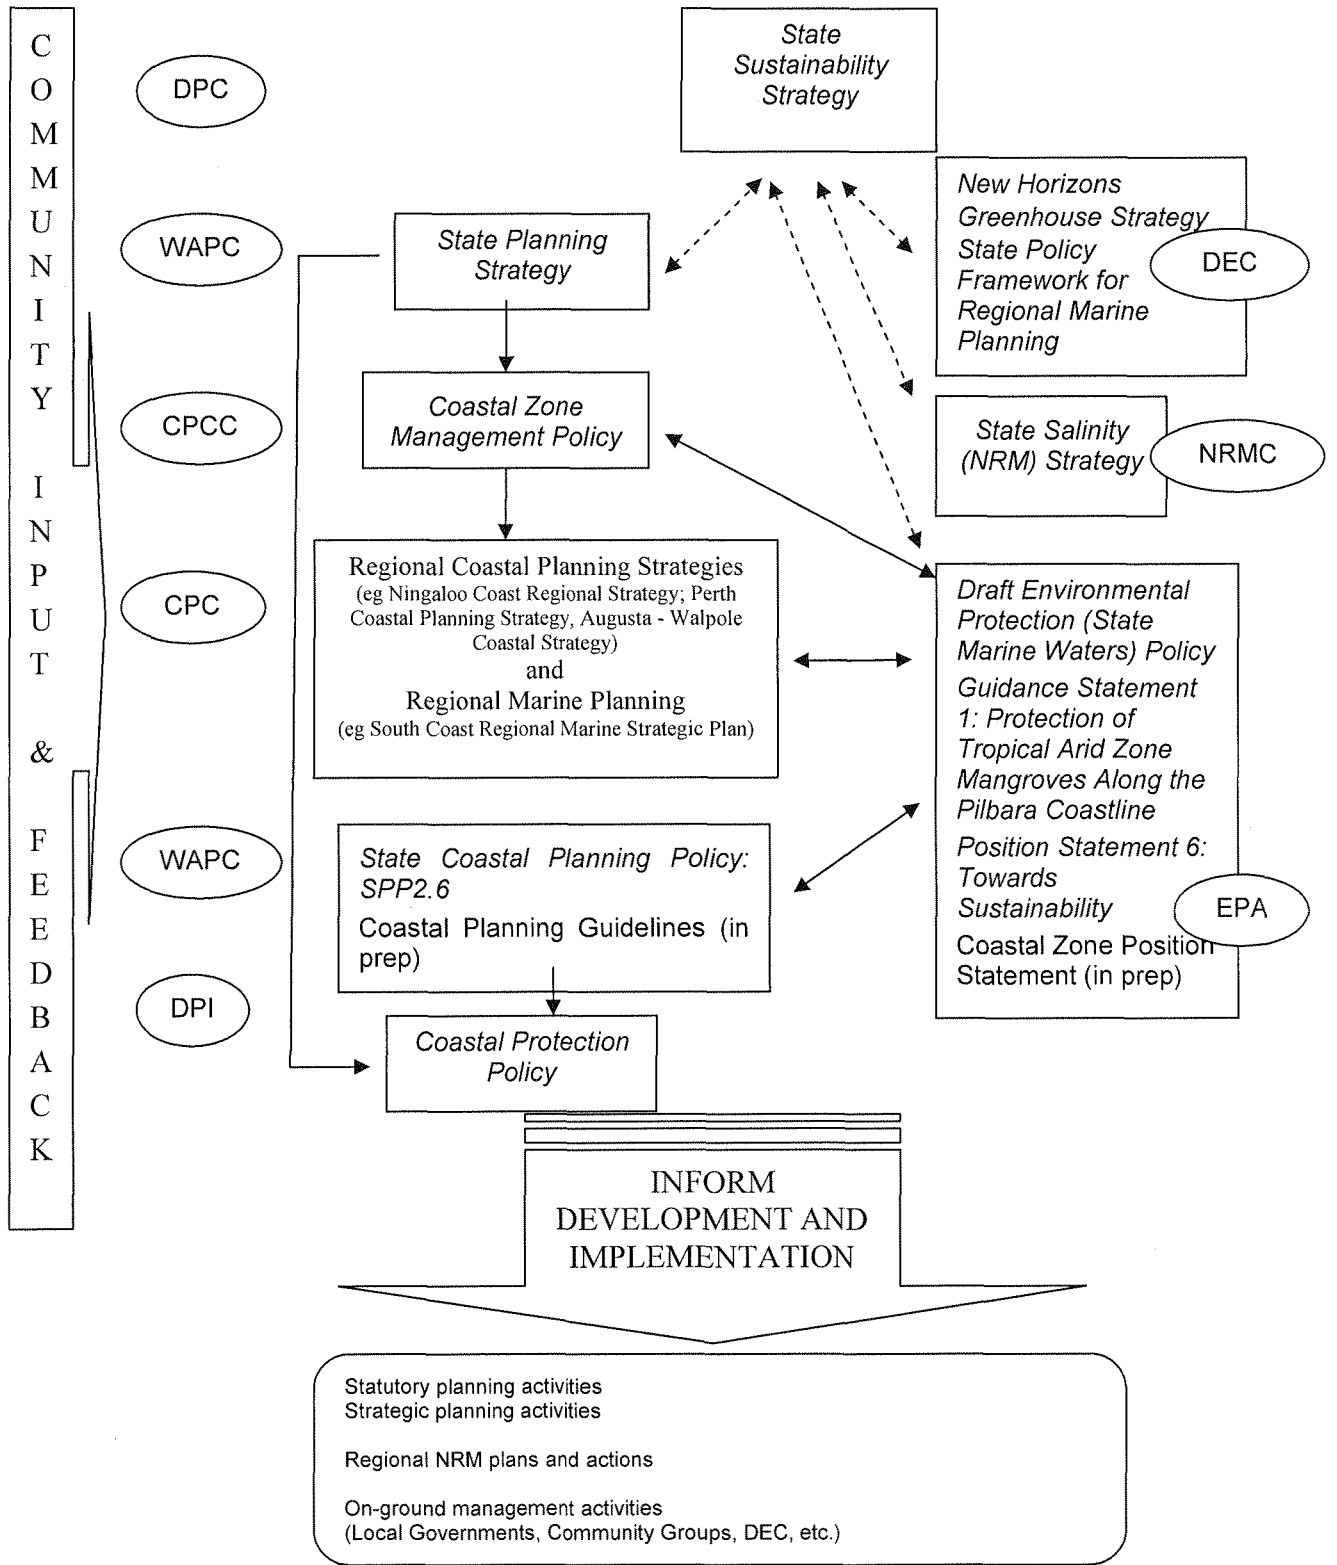 COMMUNITY INPUT & FEEDBACK
DPC
State
Sustainability
Strategy
New Horizons
Greenhouse Strategy
State Policy
Framework for
Regional Marine
Planning
DEC
WAPC
State Planning
Strategy
CPCC
Coastal Zone
Management Policy
State Salinity
(NRM) Strategy
NRMC
CPC
Regional Coastal Planning Strategies
(eg Ningaloo Coast Regional Strategy; Perth
Coastal Planning Strategy, Augusta - Walpole
Coastal Strategy)
and
Regional Marine Planning
(eg South Coast Regional Marine Strategic Plan)
Draft Environmental
Protection (State
Marine Waters) Policy
Guidance Statement
1: Protection of
Tropical Arid Zone
Mangroves Along the
Pilbara Coastline
Position Statement 6:
Towards
Sustainability
Coastal Zone Position
Statement (in prep)
EPA
WAPC
State Coastal Planning Policy:
SPP2.6
Coastal Planning Guidelines (in
prep)
DPI
Coastal Protection
Policy
INFORM
DEVELOPMENT AND
IMPLEMENTATION
Statutory planning activities
Strategic planning activities
Regional NRM plans and actions
On-ground management activities
(Local Governments, Community Groups, DEC, etc.)